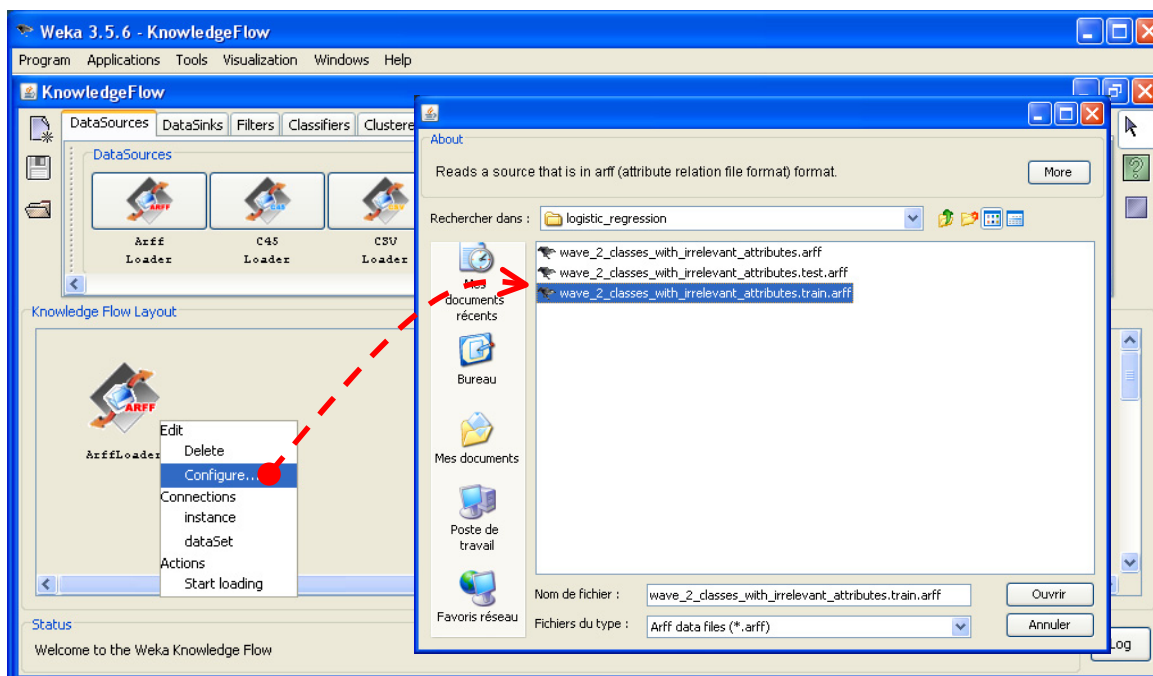 Weka 3.5.6 - KnowledgeFlow
Program Applications Tools Visualization Windows Help
KnowledgeFlow
DataSources DataSinks Filters Classifiers Clustere
DataSources
ARFF C45 CSV
Arff Loader
C45 Loader
CSV Loader
Knowledge Flow Layout
ARFF
ArffLoader
Edit
Delete
Configure...
Connections
instance
dataSet
Actions
Start loading
Status
Welcome to the Weka Knowledge Flow
Log
About
Reads a source that is in arff (attribute relation file format) format.
More
Rechercher dans :
logistic_regression
wave_2_classes_with_irrelevant_attributes.arff
wave_2_classes_with_irrelevant_attributes.test.arff
wave_2_classes_with_irrelevant_attributes.train.arff
Mes
documents
récents
Bureau
Mes documents
Poste de
travail
Favoris réseau
Nom de fichier :
wave_2_classes_with_irrelevant_attributes.train.arff
Ouvrir
Fichiers du type :
Arff data files (*.arff)
Annuler